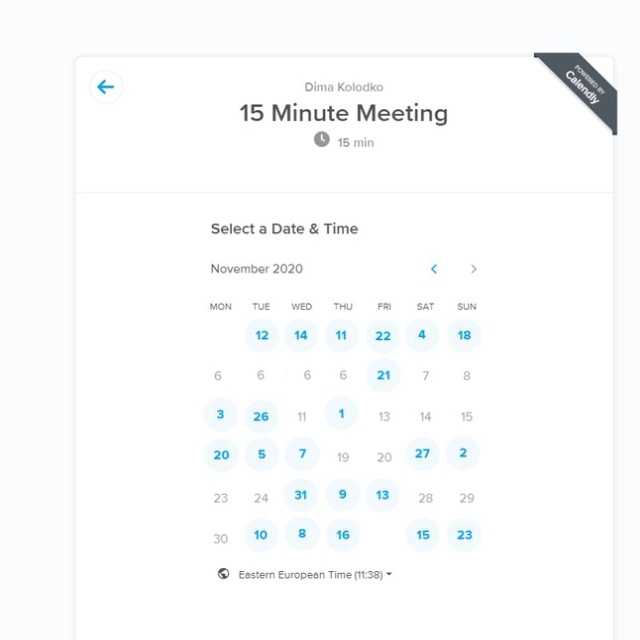 POWERED BY
Calendly
Dima Kolodko
15 Minute Meeting
15 min
Select a Date & Time
November 2020
MON TUE WED THU FRI SAT SUN
12 14 11 22 4 18
6 6 6 6 21 7 8
3 26 11 1 13 14 15
20 5 7 19 20 27 2
23 24 31 9 13 28 29
30 10 8 16 15 23
Eastern European Time (11:38)